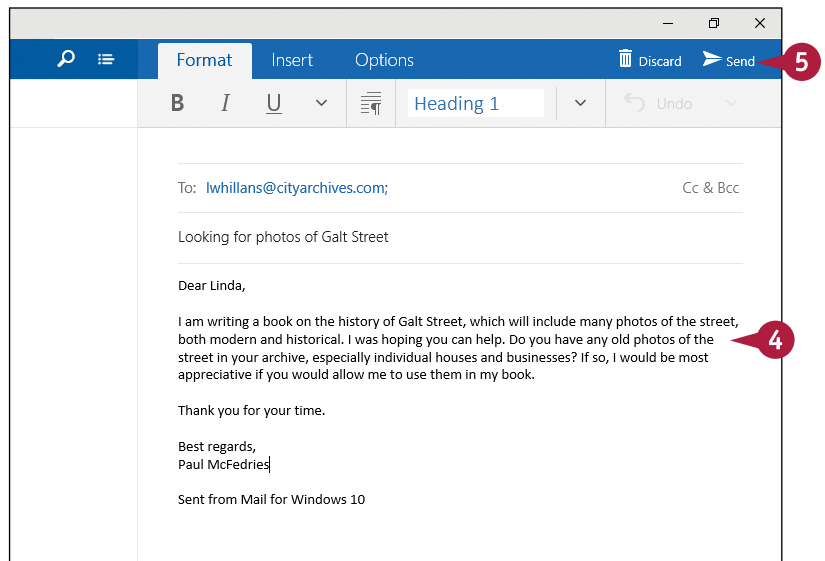 Format Insert Options Discard Send 5
B I U Heading 1 Undo
To: lwhillans@cityarchives.com; Cc & Bcc
Looking for photos of Galt Street
Dear Linda,
I am writing a book on the history of Galt Street, which will include many photos of the street,
both modern and historical. I was hoping you can help. Do you have any old photos of the
4
street in your archive, especially individual houses and businesses? If so, I would be most
appreciative if you would allow me to use them in my book.
Thank you for your time.
Best regards,
Paul McFedries
Sent from Mail for Windows 10